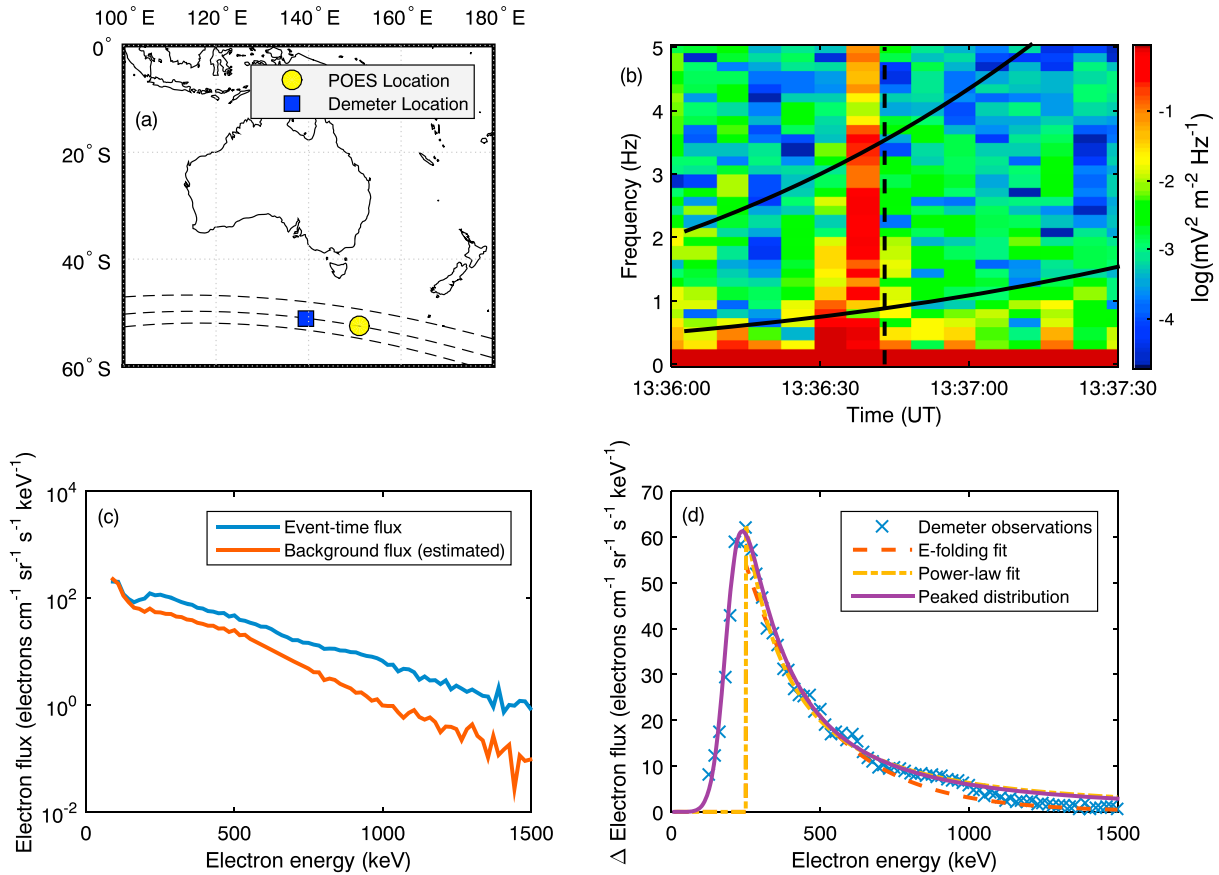 100° E 120° E 140° E 160° E 180° E
0°
20° S
40° S
60° S
POES Location
Demeter Location
(a)
(b)
5
4
3
2
1
0
Frequency (Hz)
13:36:00 13:36:30 13:37:00 13:37:30
Time (UT)
-1
-2
-3
-4
log(mV² m⁻² Hz⁻¹)
(c)
Event-time flux
Background flux (estimated)
10⁴
10²
10⁰
10⁻²
Electron flux (electrons cm⁻¹ sr⁻¹ s⁻¹ keV⁻¹)
0 500 1000 1500
Electron energy (keV)
(d)
Demeter observations
E-folding fit
Power-law fit
Peaked distribution
70
60
50
40
30
20
10
0
Δ Electron flux (electrons cm⁻¹ sr⁻¹ s⁻¹ keV⁻¹)
0 500 1000 1500
Electron energy (keV)